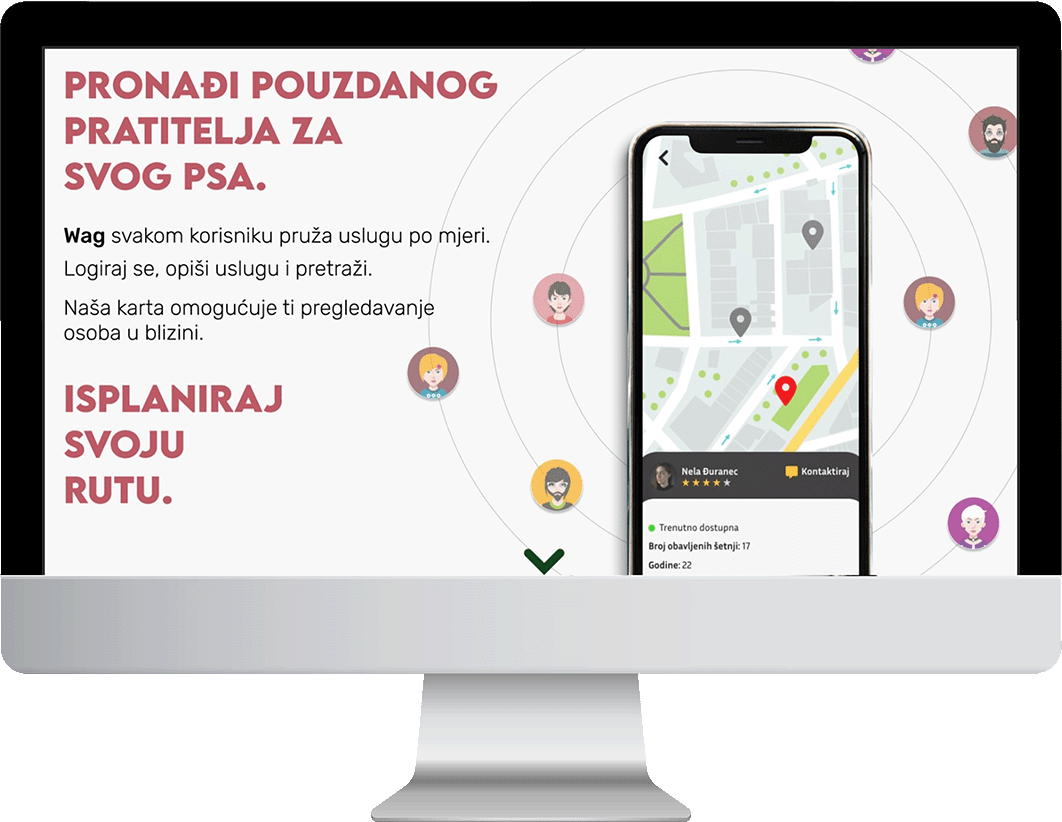 PRONAĐI POUZDANOG
PRATITELJA ZA
SVOG PSA.
Wag svakom korisniku pruža uslugu po mjeri.
Logiraj se, opiši uslugu i pretraži.
Naša karta omogućuje ti pregledavanje
osoba u blizini.
ISPLANIRAJ
SVOJU
RUTU.
Nela Đuranec
Kontaktiraj
Trenutno dostupna
Broj obavljenih šetnji: 17
Godine: 22